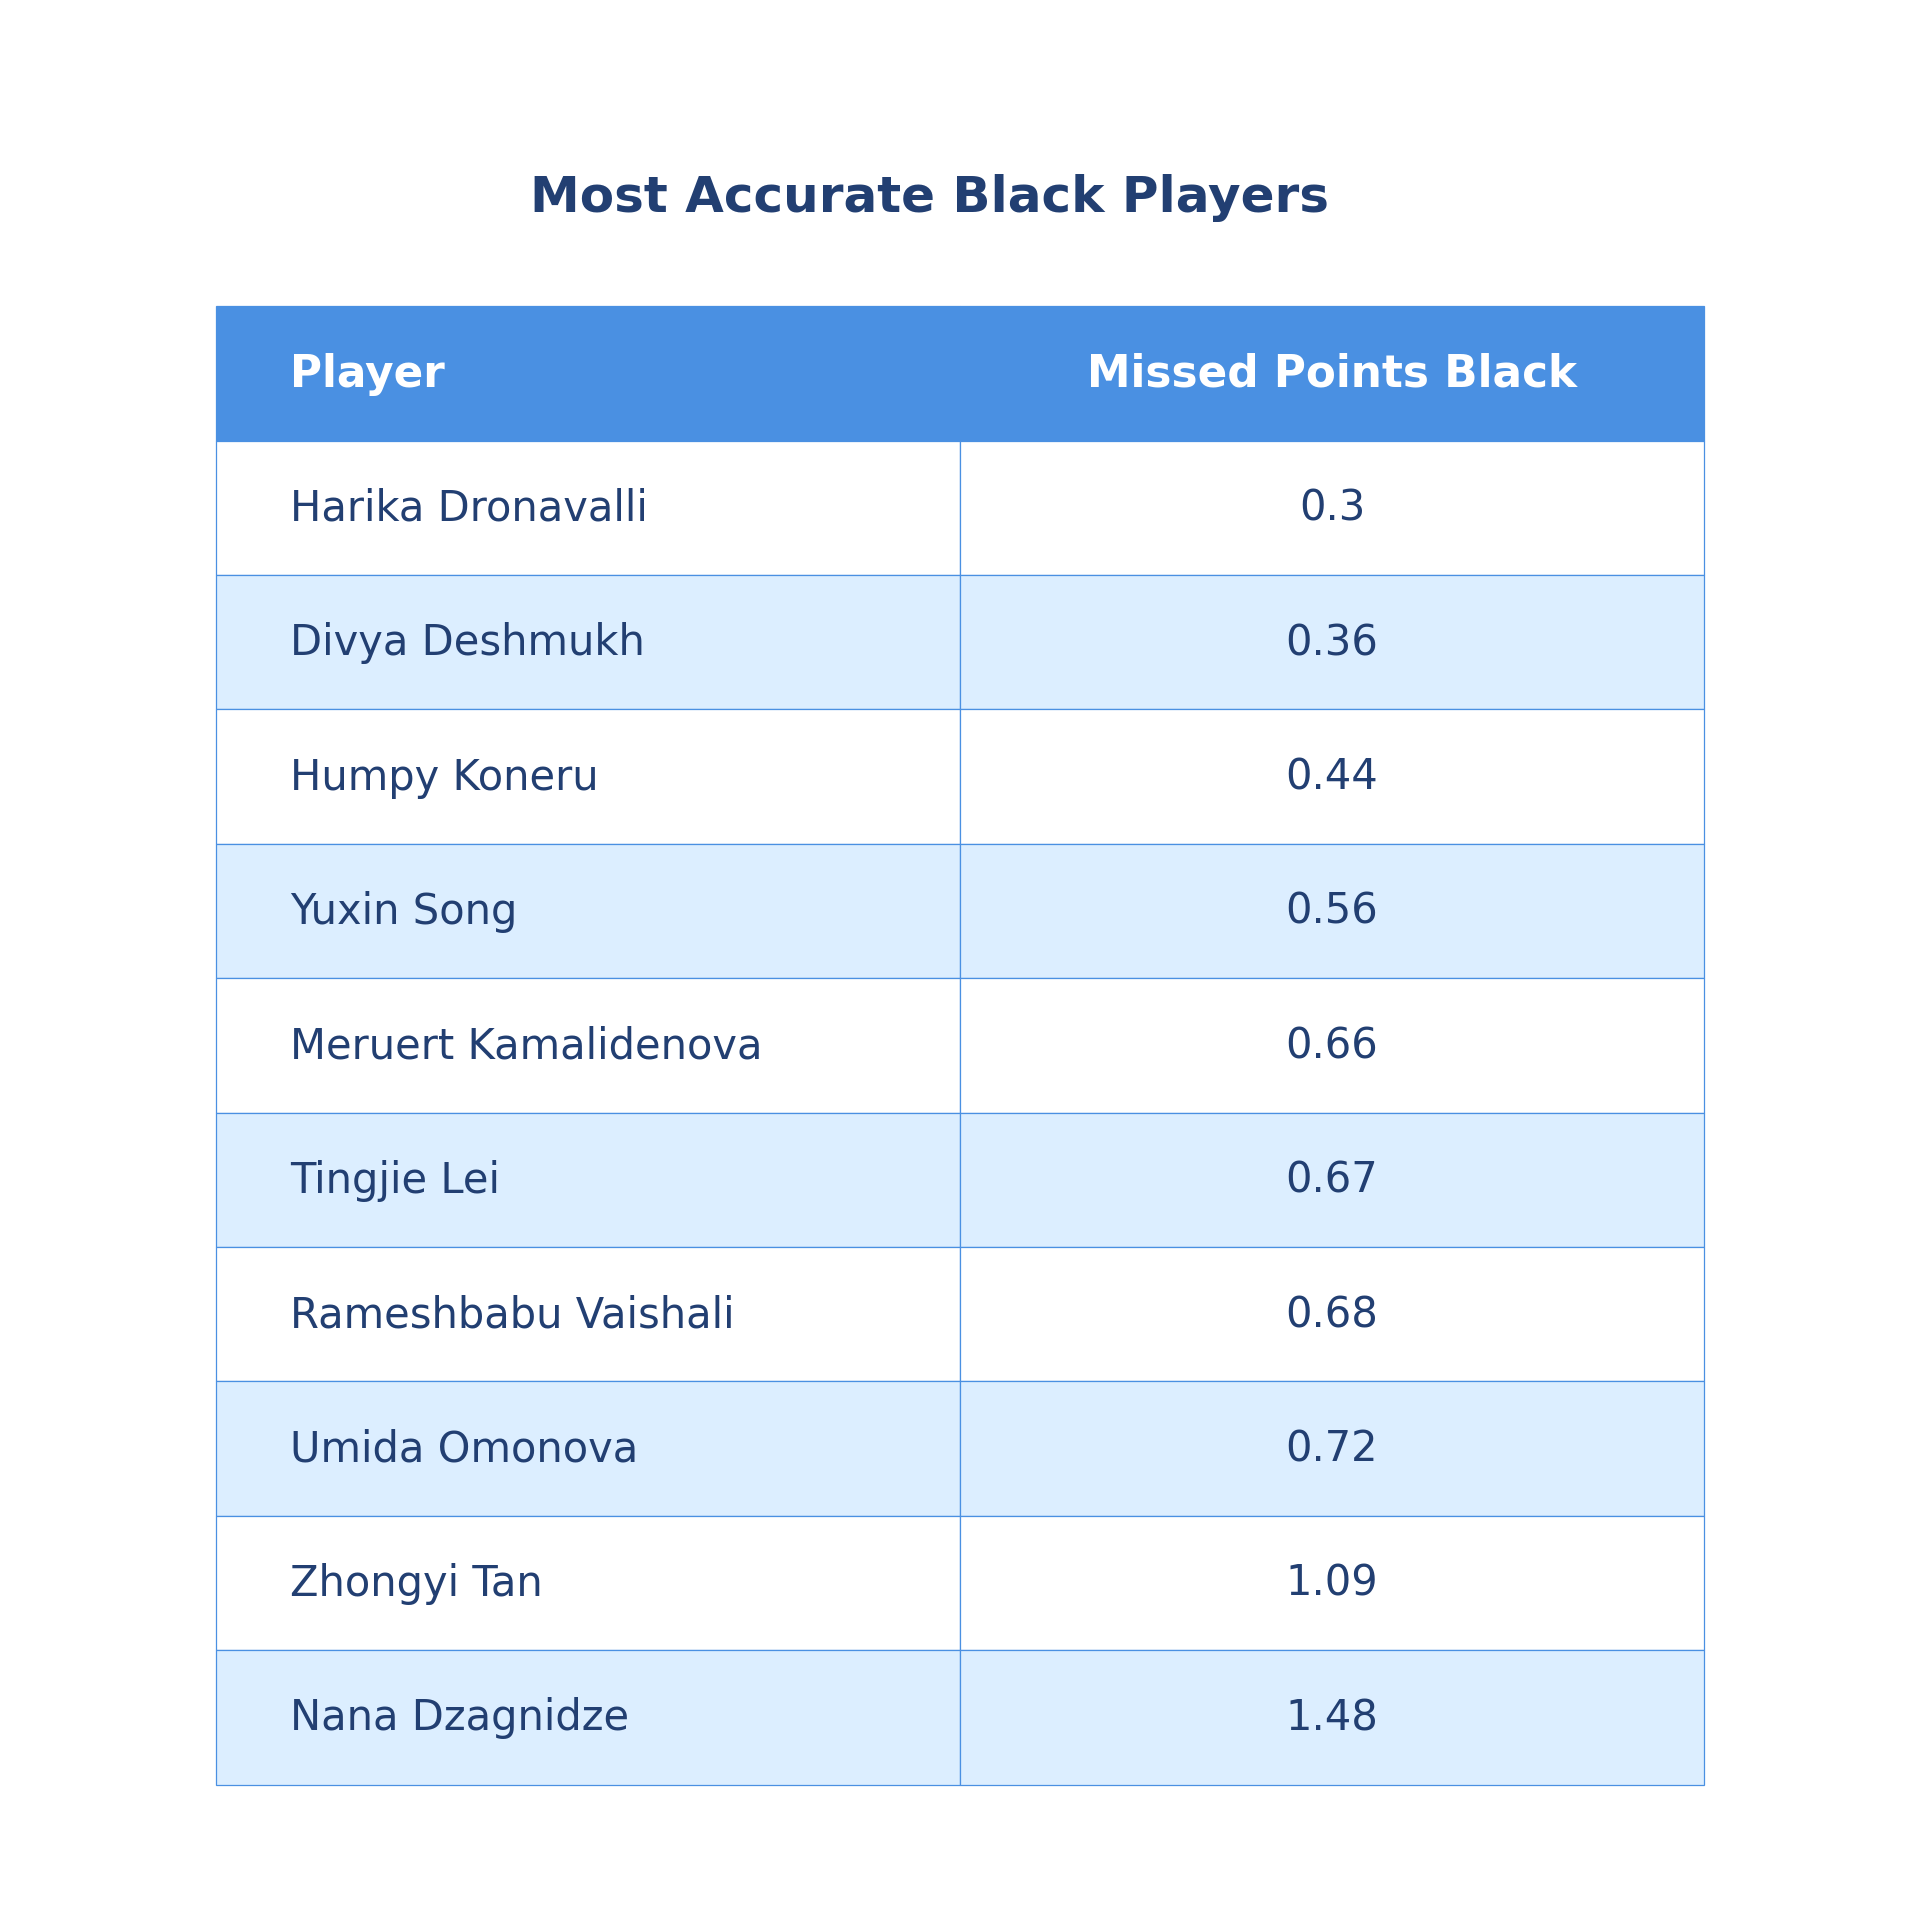 Most Accurate Black Players
Player Missed Points Black
Harika Dronavalli 0.3
Divya Deshmukh 0.36
Humpy Koneru 0.44
Yuxin Song 0.56
Meruert Kamalidenova 0.66
Tingjie Lei 0.67
Rameshbabu Vaishali 0.68
Umida Omonova 0.72
Zhongyi Tan 1.09
Nana Dzagnidze 1.48